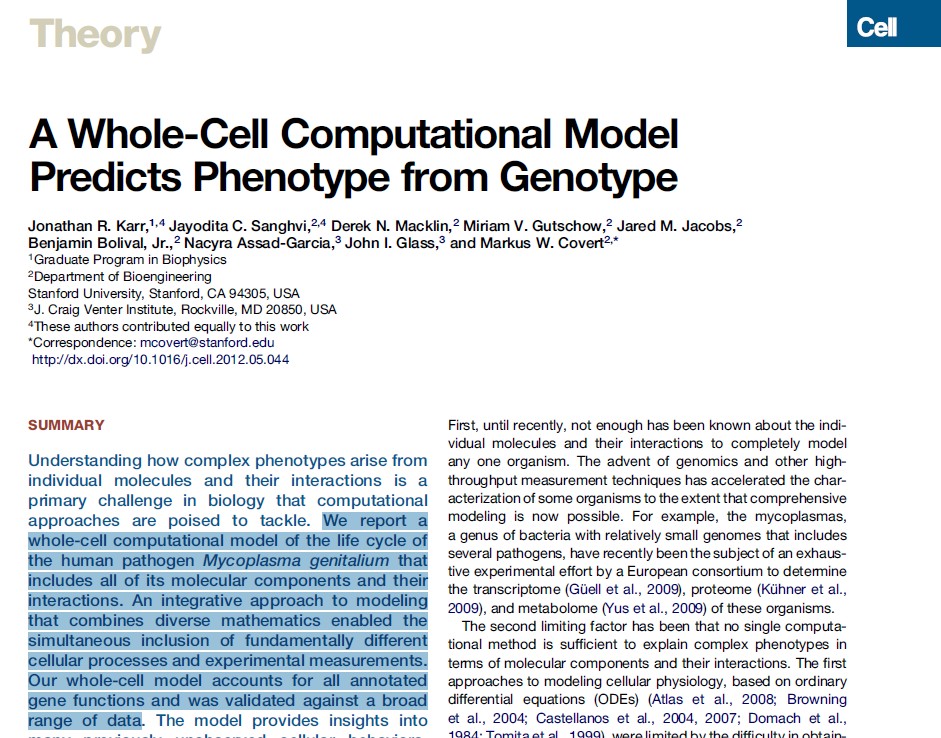 Theory
Cell
A Whole-Cell Computational Model
Predicts Phenotype from Genotype
Jonathan R. Karr,1,4 Jayodita C. Sanghvi,2,4 Derek N. Macklin,2 Miriam V. Gutschow,2 Jared M. Jacobs,2
Benjamin Bolival, Jr.,2 Nacyra Assad-Garcia,3 John I. Glass,3 and Markus W. Covert2,*
1Graduate Program in Biophysics
2Department of Bioengineering
Stanford University, Stanford, CA 94305, USA
3J. Craig Venter Institute, Rockville, MD 20850, USA
4These authors contributed equally to this work
*Correspondence: mcovert@stanford.edu
http://dx.doi.org/10.1016/j.cell.2012.05.044
SUMMARY
Understanding how complex phenotypes arise from
individual molecules and their interactions is a
primary challenge in biology that computational
approaches are poised to tackle. We report a
whole-cell computational model of the life cycle of
the human pathogen Mycoplasma genitalium that
includes all of its molecular components and their
interactions. An integrative approach to modeling
that combines diverse mathematics enabled the
simultaneous inclusion of fundamentally different
cellular processes and experimental measurements.
Our whole-cell model accounts for all annotated
gene functions and was validated against a broad
range of data. The model provides insights into
many previously unobserved cellular behaviors,
First, until recently, not enough has been known about the indi-
vidual molecules and their interactions to completely model
any one organism. The advent of genomics and other high-
throughput measurement techniques has accelerated the char-
acterization of some organisms to the extent that comprehensive
modeling is now possible. For example, the mycoplasmas,
a genus of bacteria with relatively small genomes that includes
several pathogens, have recently been the subject of an exhaus-
tive experimental effort by a European consortium to determine
the transcriptome (Güell et al., 2009), proteome (Kühner et al.,
2009), and metabolome (Yus et al., 2009) of these organisms.
The second limiting factor has been that no single computa-
tional method is sufficient to explain complex phenotypes in
terms of molecular components and their interactions. The first
approaches to modeling cellular physiology, based on ordinary
differential equations (ODEs) (Atlas et al., 2008; Browning
et al., 2004; Castellanos et al., 2004, 2007; Domach et al.,
1984; Tomita et al., 1999), were limited by the difficulty in obtain-